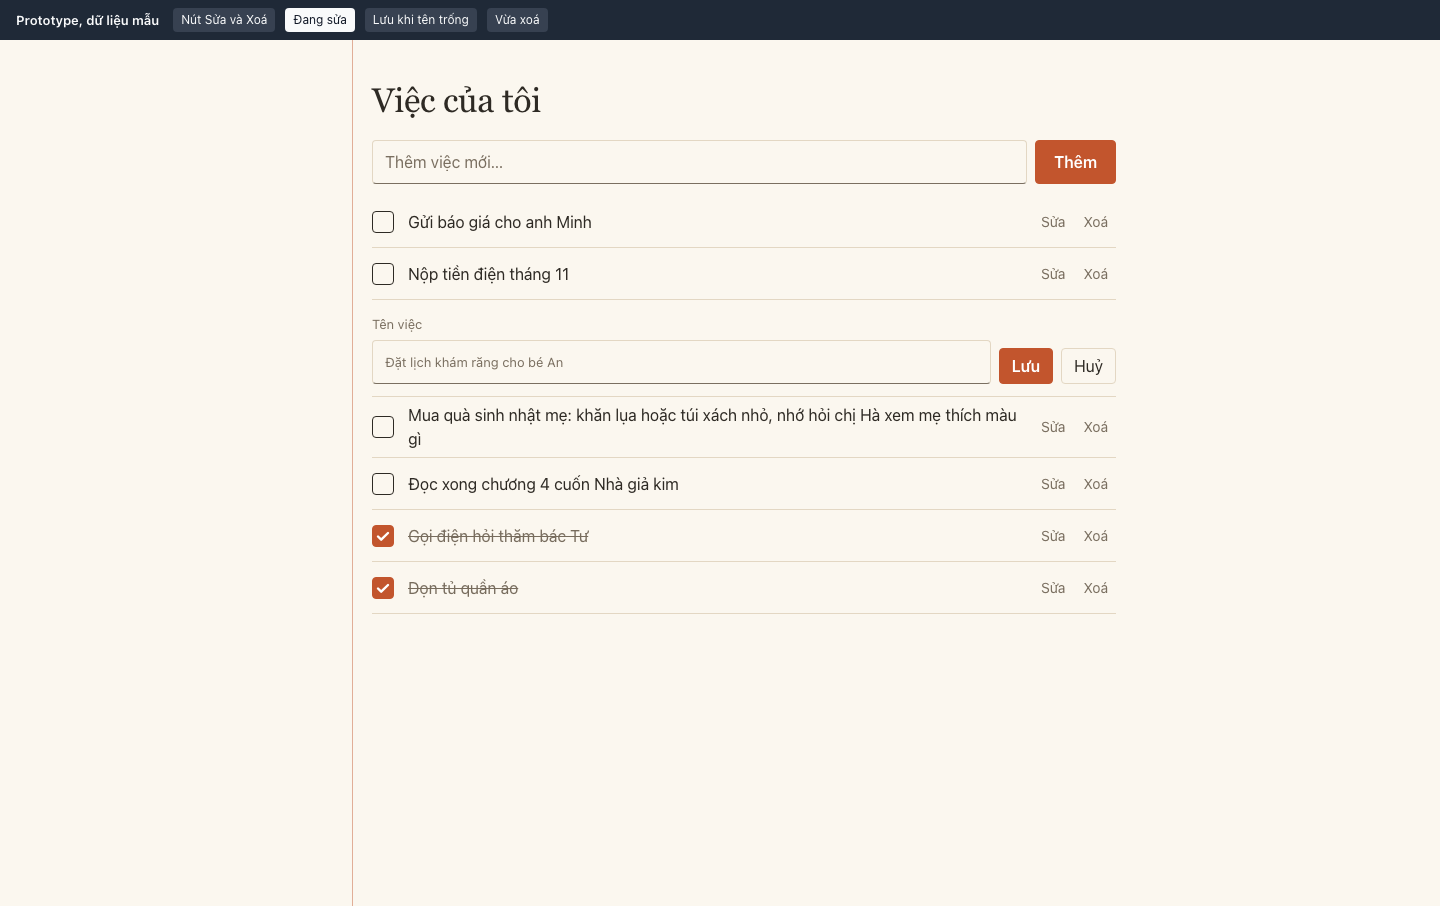 Prototype, dữ liệu mẫu Nút Sửa và Xoá Đang sửa Lưu khi tên trống Vừa xoá
Việc của tôi
Thêm việc mới... Thêm
Gửi báo giá cho anh Minh Sửa Xoá
Nộp tiền điện tháng 11 Sửa Xoá
Tên việc
Đặt lịch khám răng cho bé An Lưu Huỷ
Mua quà sinh nhật mẹ: khăn lụa hoặc túi xách nhỏ, nhớ hỏi chị Hà xem mẹ thích màu
gì Sửa Xoá
Đọc xong chương 4 cuốn Nhà giả kim Sửa Xoá
Gọi điện hỏi thăm bác Tư Sửa Xoá
Dọn tủ quần áo Sửa Xoá